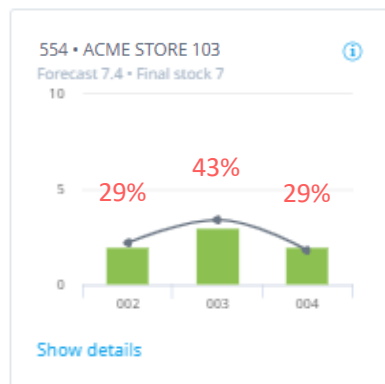 554 • ACME STORE 103
Forecast 7.4 • Final stock 7
10
43%
29%
29%
5
0
002 003 004
Show details